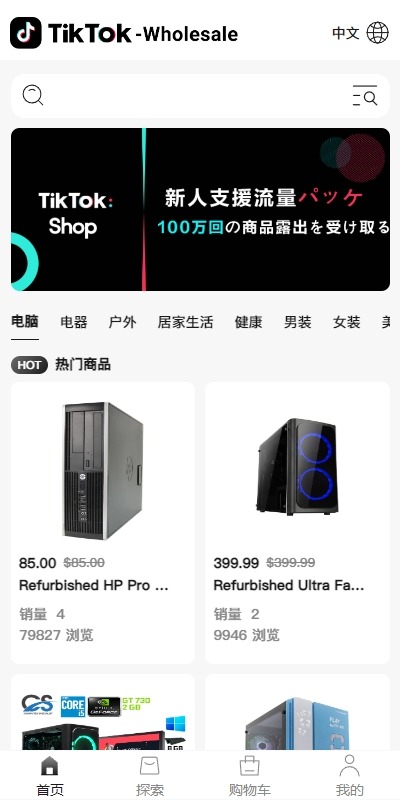 TikTok -Wholesale
中文
TikTok:
Shop
新人支援流量パッケ
100万回の商品露出を受け取る
电脑 电器 户外 居家生活 健康 男装 女装
HOT 热门商品
85.00 $85.00
Refurbished HP Pro ...
销量 4
79827 浏览
399.99 $399.99
Refurbished Ultra Fa...
销量 2
9946 浏览
CORE
i5
NVIDIA
GEFORCE
GT 730
2 GB
8 GB
PLAY
首页 探索 购物车 我的